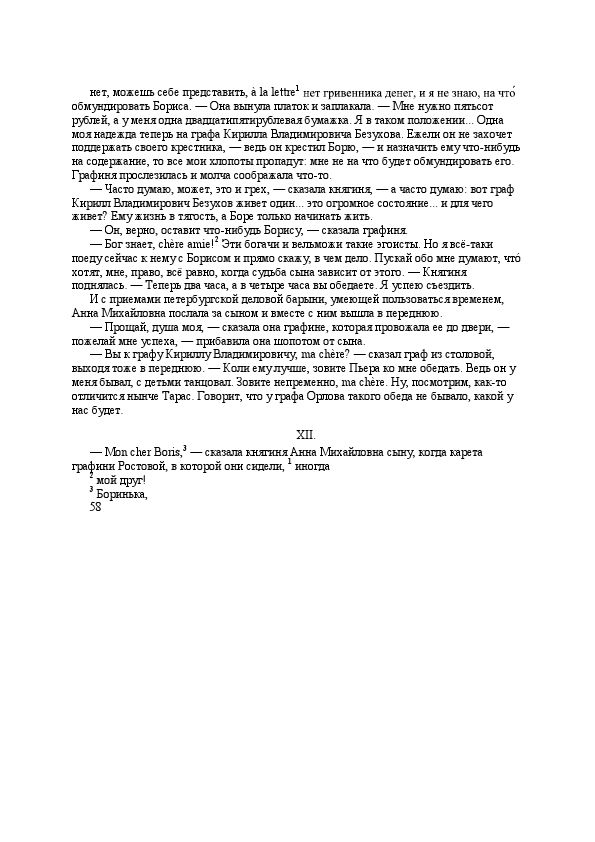 нет, можешь себе представить, à la lettre¹ нет гривенника денег, и я не знаю, на что́
обмундировать Бориса. — Она вынула платок и заплакала. — Мне нужно пятьсот
рублей, а у меня одна двадцатипятирублевая бумажка. Я в таком положении... Одна
моя надежда теперь на графа Кирилла Владимировича Безухова. Ежели он не захочет
поддержать своего крестника, — ведь он крестил Борю, — и назначить ему что-нибудь
на содержание, то все мои хлопоты пропадут: мне не на что будет обмундировать его.
Графиня прослезилась и молча соображала что-то.
— Часто думаю, может, это и грех, — сказала княгиня, — а часто думаю: вот граф
Кирилл Владимирович Безухов живет один... это огромное состояние... и для чего
живет? Ему жизнь в тягость, а Боре только начинать жить.
— Он, верно, оставит что-нибудь Борису, — сказала графиня.
— Бог знает, chère amie!² Эти богачи и вельможи такие эгоисты. Но я всё-таки
поеду сейчас к нему с Борисом и прямо скажу, в чем дело. Пускай обо мне думают, что́
хотят, мне, право, всё равно, когда судьба сына зависит от этого. — Княгиня
поднялась. — Теперь два часа, а в четыре часа вы обедаете. Я успею съездить.
И с приемами петербургской деловой барыни, умеющей пользоваться временем,
Анна Михайловна послала за сыном и вместе с ним вышла в переднюю.
— Прощай, душа моя, — сказала она графине, которая провожала ее до двери, —
пожелай мне успеха, — прибавила она шопотом от сына.
— Вы к графу Кириллу Владимировичу, ma chère? — сказал граф из столовой,
выходя тоже в переднюю. — Коли ему лучше, зовите Пьера ко мне обедать. Ведь он у
меня бывал, с детьми танцовал. Зовите непременно, ma chère. Ну, посмотрим, как-то
отличится нынче Тарас. Говорит, что у графа Орлова такого обеда не бывало, какой у
нас будет.
XII.
— Mon cher Boris,³ — сказала княгиня Анна Михайловна сыну, когда карета
графини Ростовой, в которой они сидели, ¹ иногда
² мой друг!
³ Боринька,
58